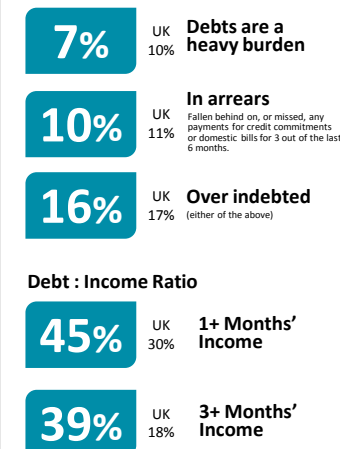 7%
UK
10%
Debts are a
heavy burden
10%
UK
11%
In arrears
Fallen behind on, or missed, any
payments for credit commitments
or domestic bills for 3 out of the last
6 months.
16%
UK
17%
Over indebted
(either of the above)
Debt : Income Ratio
45%
UK
30%
1+ Months’
Income
39%
UK
18%
3+ Months’
Income